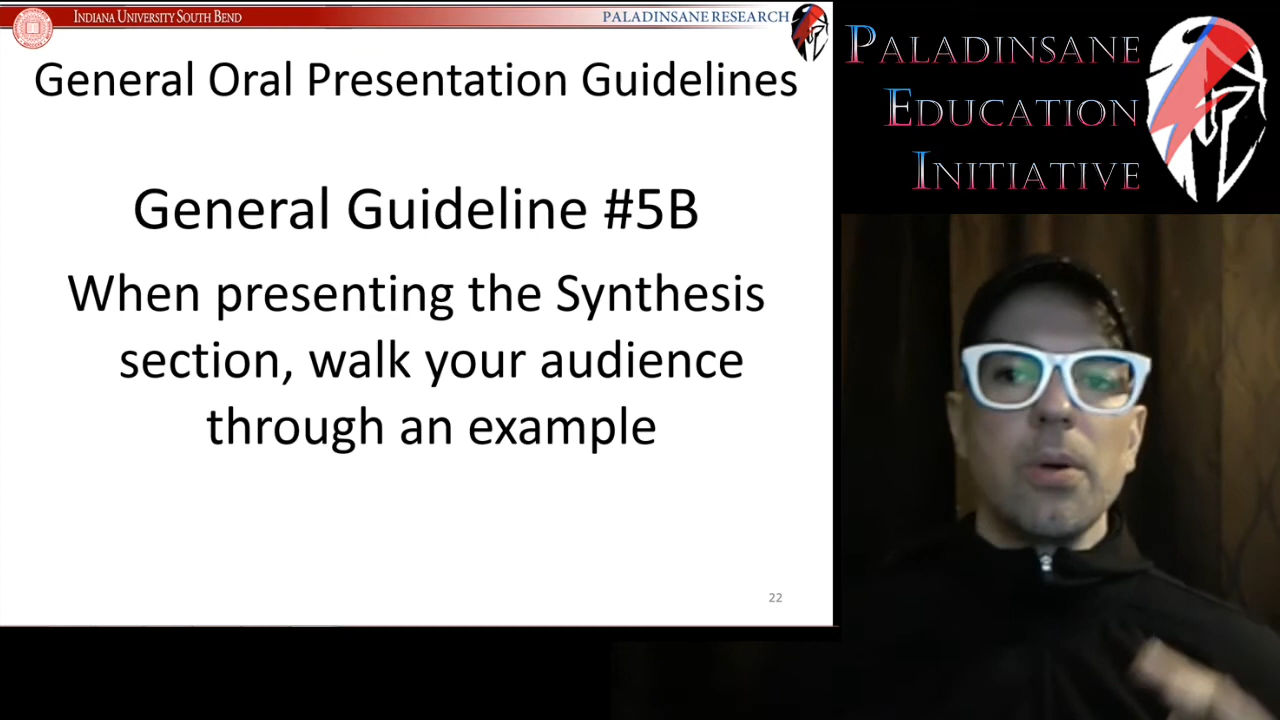 INDIANA UNIVERSITY SOUTH BEND
PALADINSANE RESEARCH
General Oral Presentation Guidelines
General Guideline #5B
When presenting the Synthesis
section, walk your audience
through an example
22
PALADINSANE
EDUCATION
INITIATIVE